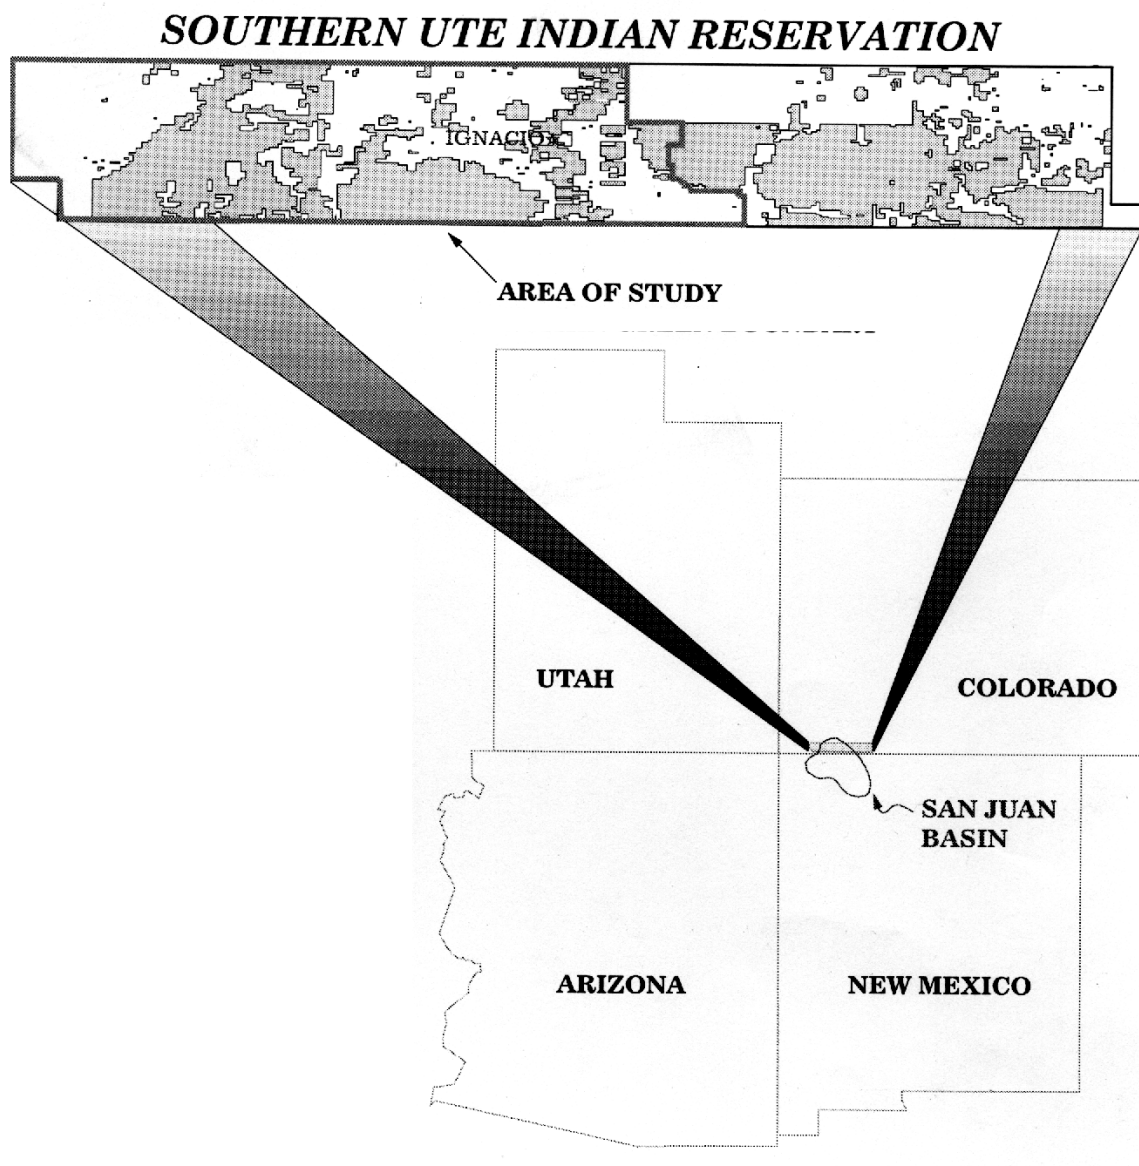 SOUTHERN UTE INDIAN RESERVATION
IGNACIO
AREA OF STUDY
UTAH
COLORADO
SAN JUAN
BASIN
ARIZONA
NEW MEXICO